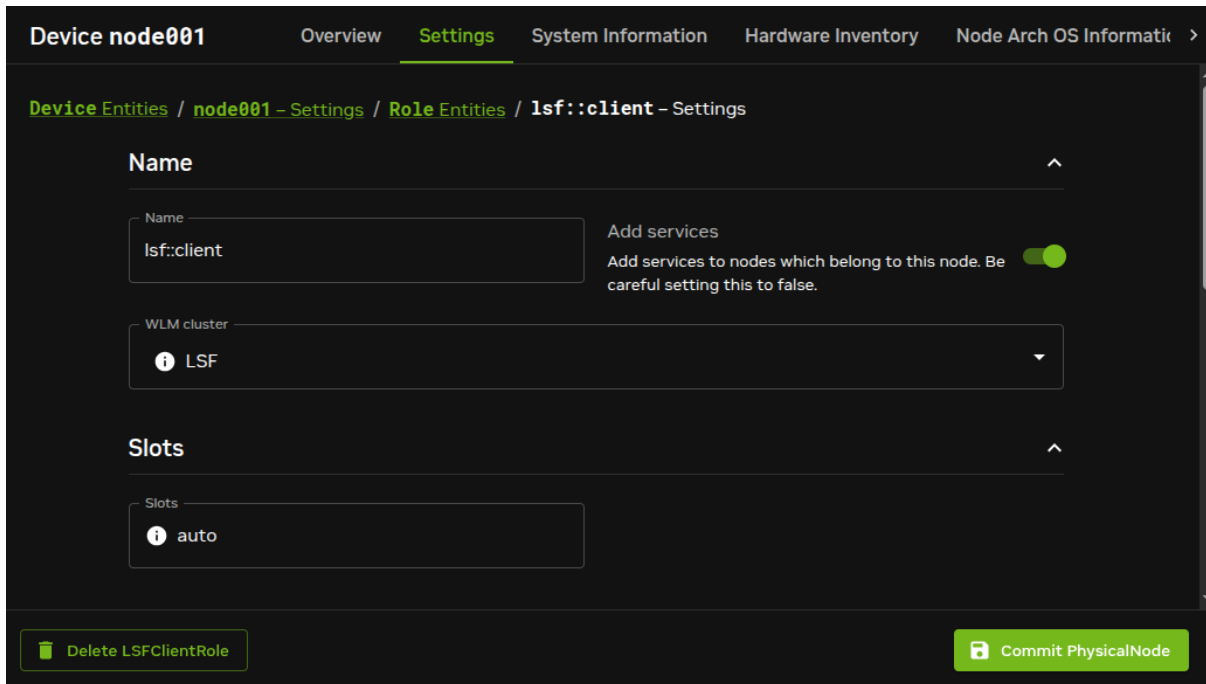 Device node001 Overview Settings System Information Hardware Inventory Node Arch OS Informatic
Device Entities / node001 – Settings / Role Entities / lsf::client – Settings
Name
Name
lsf::client
Add services
Add services to nodes which belong to this node. Be
careful setting this to false.
WLM cluster
LSF
Slots
Slots
auto
Delete LSFClientRole
Commit PhysicalNode